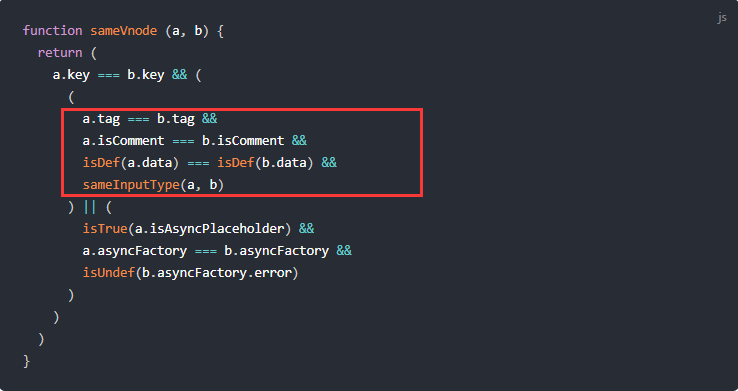 js
function sameVnode (a, b) {
  return (
    a.key === b.key && (
      (
        a.tag === b.tag &&
        a.isComment === b.isComment &&
        isDef(a.data) === isDef(b.data) &&
        sameInputType(a, b)
      ) || (
        isTrue(a.isAsyncPlaceholder) &&
        a.asyncFactory === b.asyncFactory &&
        isUndef(b.asyncFactory.error)
      )
    )
  )
}